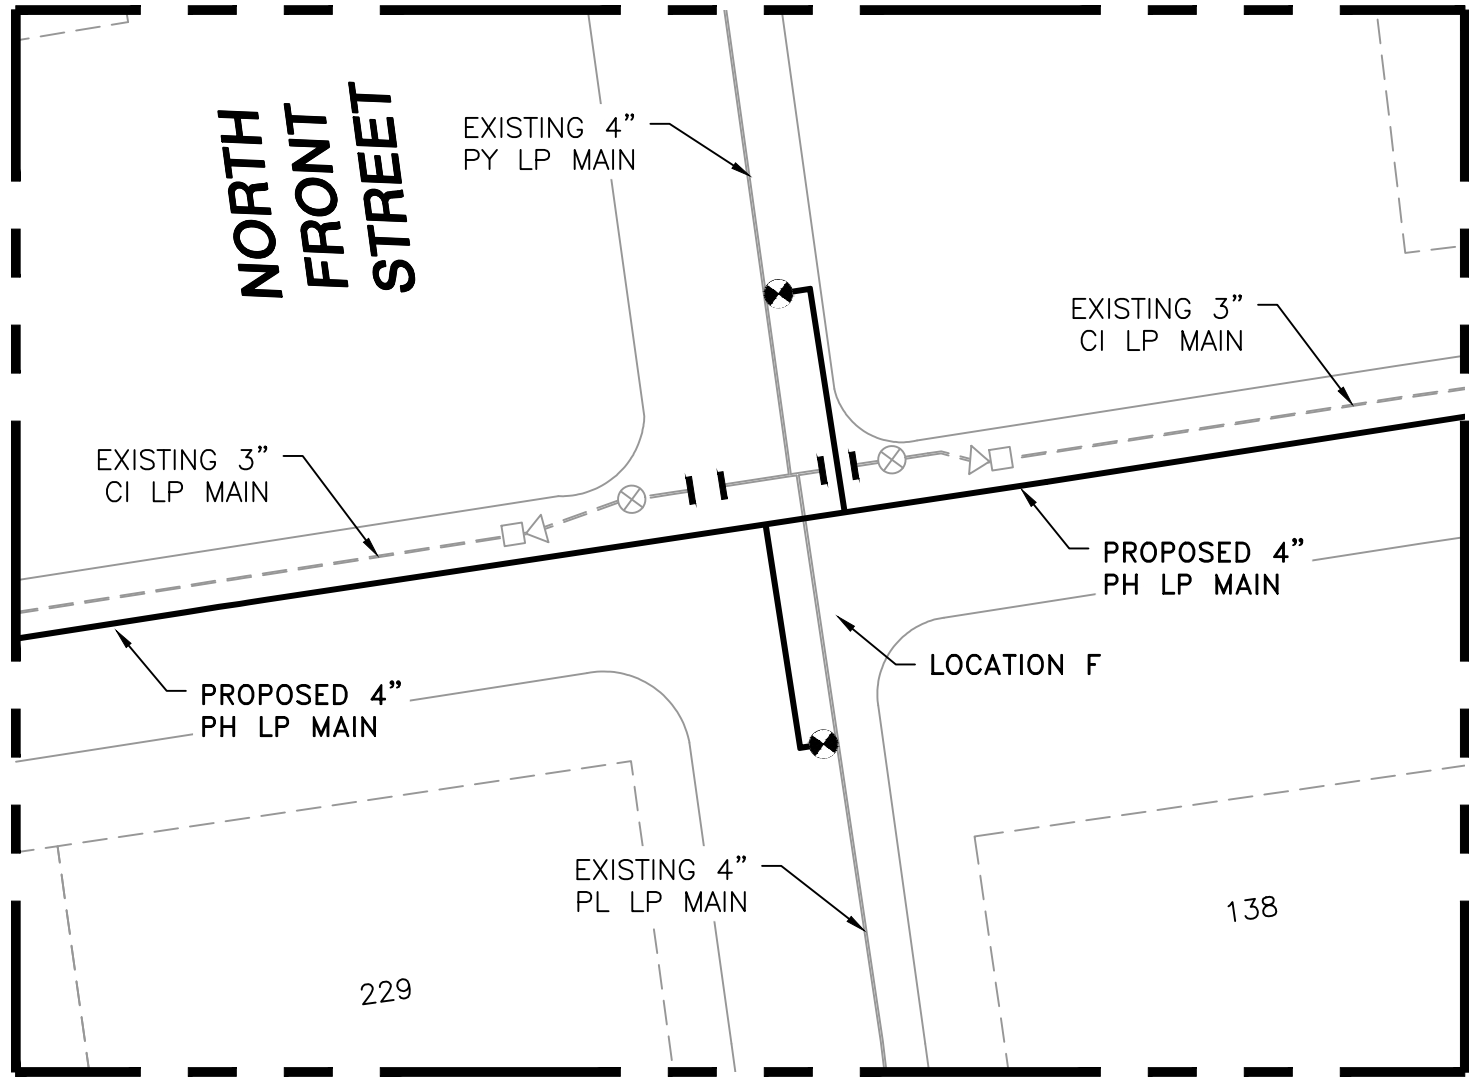 NORTH
FRONT
STREET
EXISTING 4”
PY LP MAIN
EXISTING 3”
CI LP MAIN
EXISTING 3”
CI LP MAIN
PROPOSED 4”
PH LP MAIN
LOCATION F
PROPOSED 4”
PH LP MAIN
EXISTING 4”
PL LP MAIN
138
229